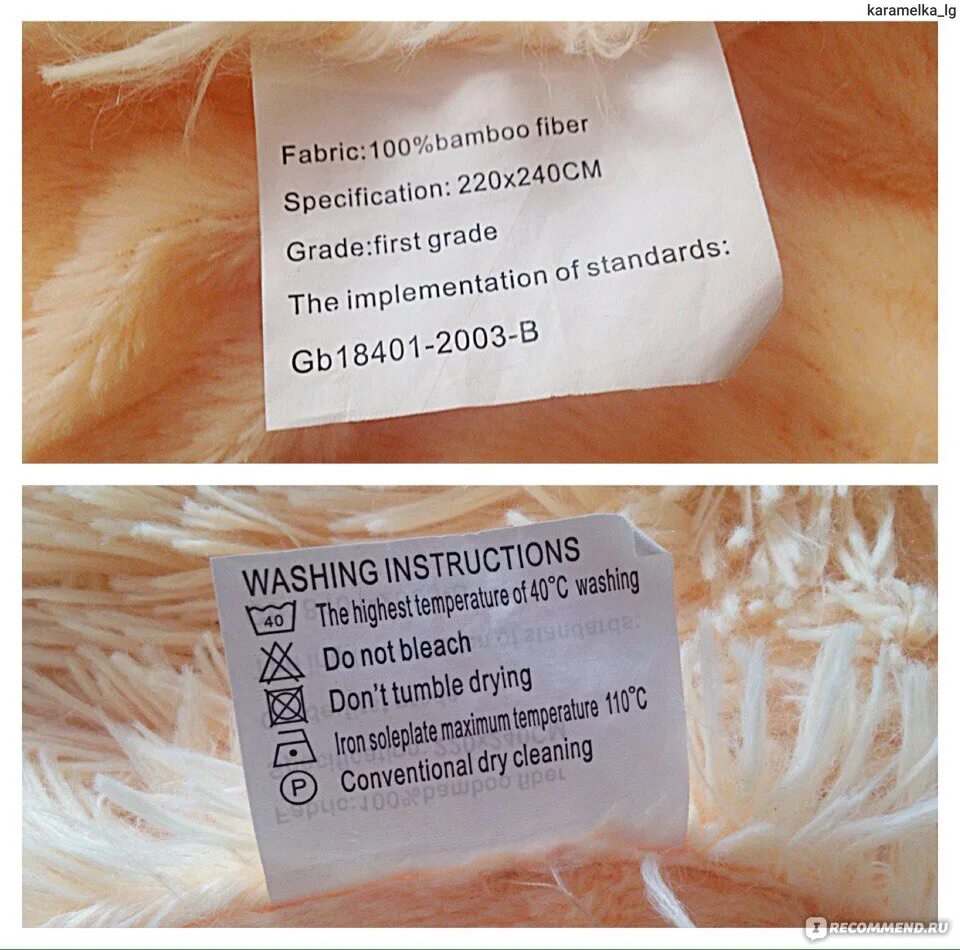 karamelka_lg
Fabric:100%bamboo fiber
Specification: 220x240CM
Grade:first grade
The implementation of standards:
Gb18401-2003-B
WASHING INSTRUCTIONS
40 The highest temperature of 40°C washing
Do not bleach
Don't tumble drying
Iron soleplate maximum temperature 110°C
P Conventional dry cleaning
IRECOMMEND.RU